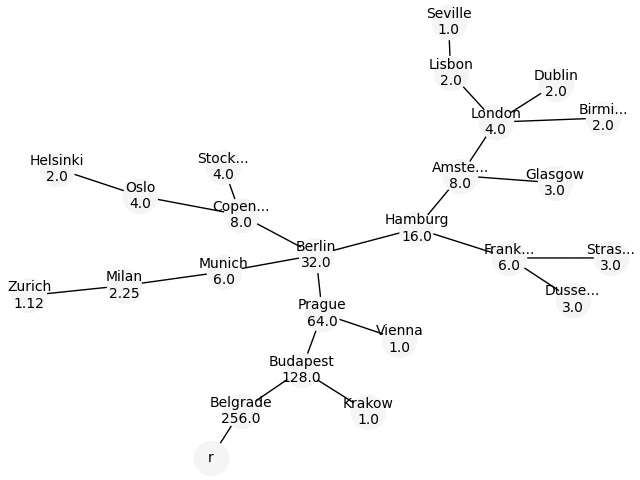 Seville
1.0
Lisbon
2.0
Dublin
2.0
London
4.0
Birmi...
2.0
Helsinki
2.0
Stock...
4.0
Amste...
8.0
Glasgow
3.0
Oslo
4.0
Copen...
8.0
Hamburg
16.0
Berlin
32.0
Frank...
6.0
Stras...
3.0
Munich
6.0
Milan
2.25
Zurich
1.12
Dusse...
3.0
Prague
64.0
Vienna
1.0
Budapest
128.0
Belgrade
256.0
Krakow
1.0
r